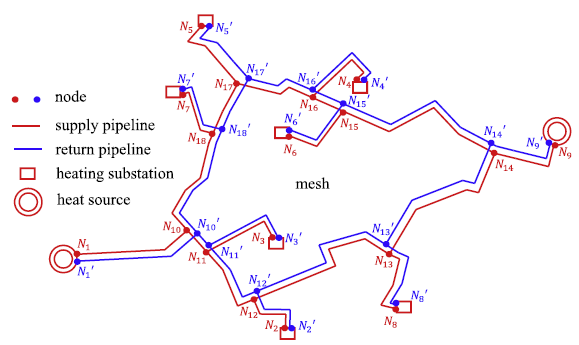 N₅ N₅′
N₁₇ N₁₇′
N₇′
N₇
N₁₈ N₁₈′
N₁₆′
N₁₆
N₄ N₄′
N₁₅′
N₁₅
N₆′
N₆
N₁₄′
N₁₄
N₉′ N₉
node
supply pipeline
return pipeline
heating substation
heat source
mesh
N₁₀ N₁₀′
N₁₁ N₁₁′
N₃ N₃′
N₁
N₁′
N₁₂′
N₁₂
N₂ N₂′
N₁₃′
N₁₃
N₈′
N₈